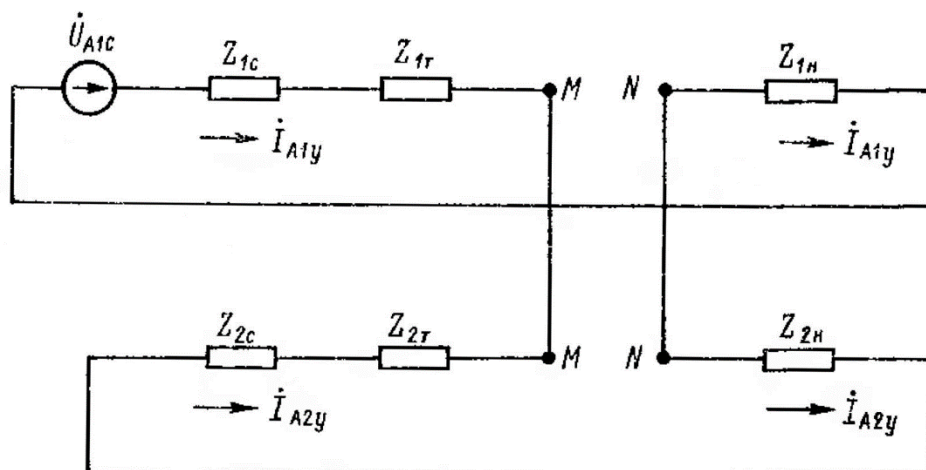 U̇A1C
Z1c Z1т M N Z1н
İA1y İA1y
Z2c Z2т M N Z2н
İA2y İA2y